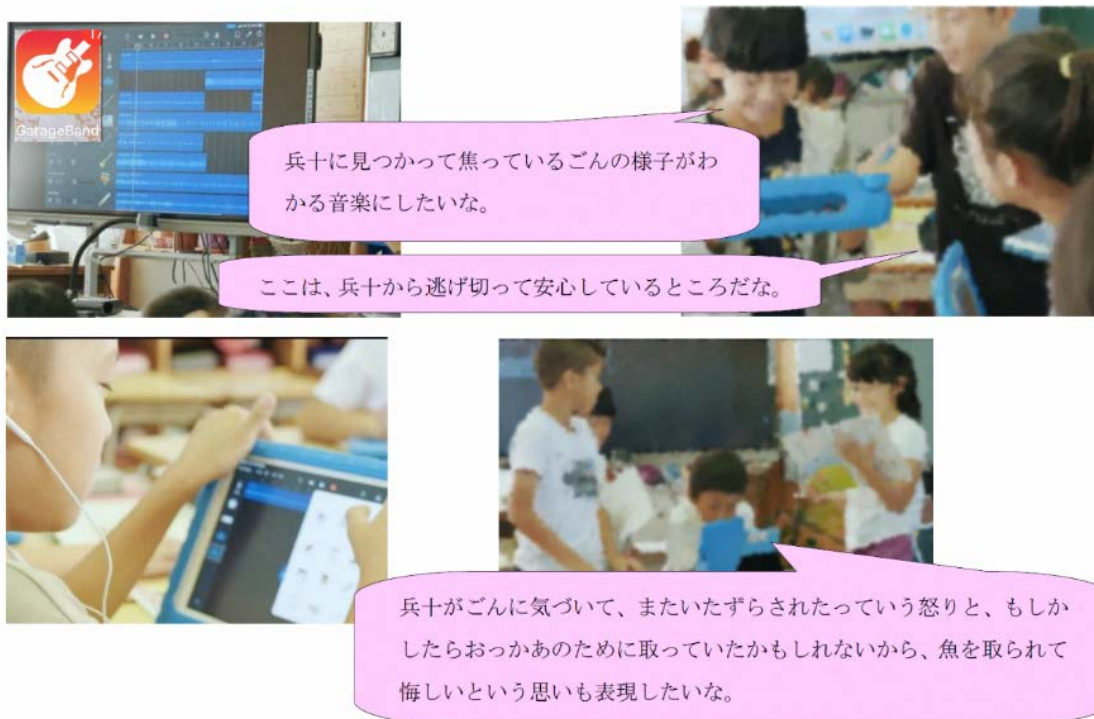 GarageBand
兵十に見つかって焦っているごんの様子がわ
かる音楽にしたいな。
ここは、兵十から逃げ切って安心しているところだな。
兵十がごんに気づいて、またいたずらされたっていう怒りと、もしか
したらおっかあのために取っていたかもしれないから、魚を取られて
悔しいという思いも表現したいな。